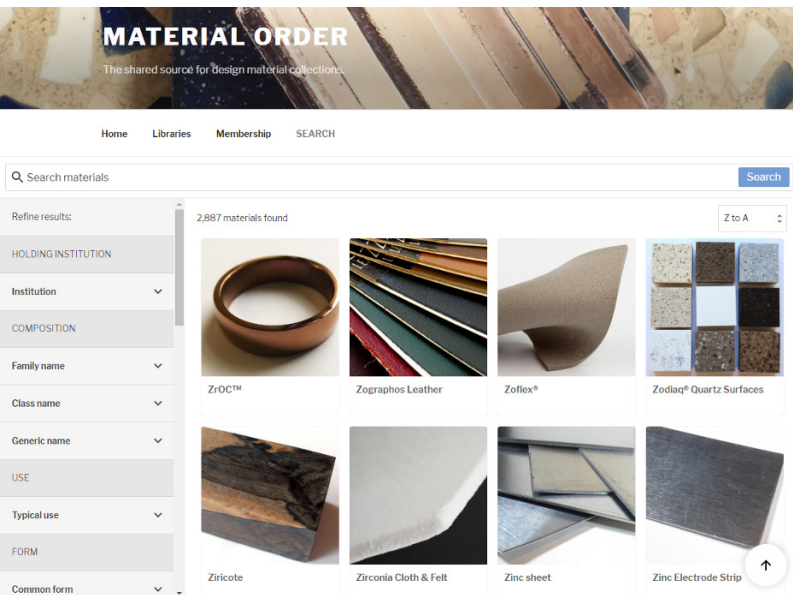 MATERIAL ORDER
The shared source for design material collections.
Home Libraries Membership SEARCH
Search materials Search
Refine results:
2,887 materials found
Z to A
HOLDING INSTITUTION
Institution
COMPOSITION
Family name
Class name
Generic name
USE
Typical use
FORM
Common form
ZrOC™ Zographos Leather Zoflex® Zodiaq® Quartz Surfaces
Ziricote Zirconia Cloth & Felt Zinc sheet Zinc Electrode Strip